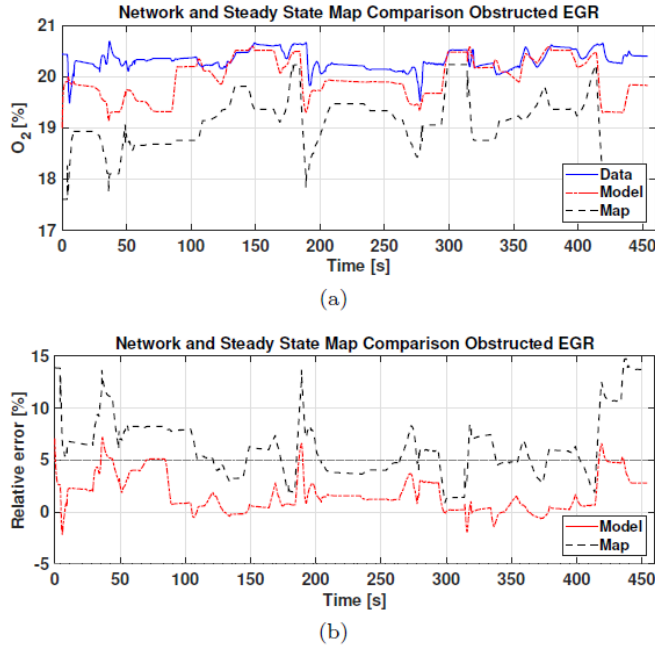 Network and Steady State Map Comparison Obstructed EGR
21
20
19
18
17
O2 [%]
Data
Model
Map
0 50 100 150 200 250 300 350 400 450
Time [s]
(a)
Network and Steady State Map Comparison Obstructed EGR
15
10
5
0
-5
Relative error [%]
Model
Map
0 50 100 150 200 250 300 350 400 450
Time [s]
(b)